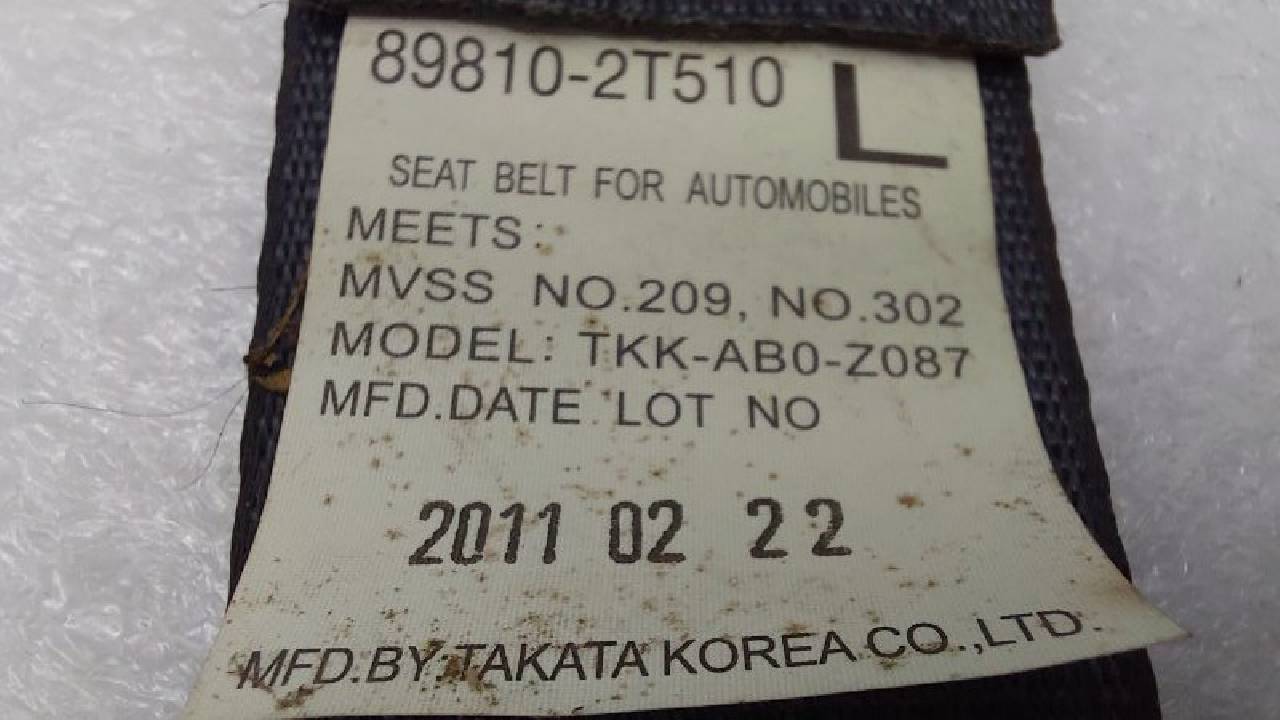 89810-2T510 L
SEAT BELT FOR AUTOMOBILES
MEETS:
MVSS NO.209, NO.302
MODEL: TKK-AB0-Z087
MFD.DATE LOT NO
2011 02 22
MFD.BY:TAKATA KOREA CO.,LTD.